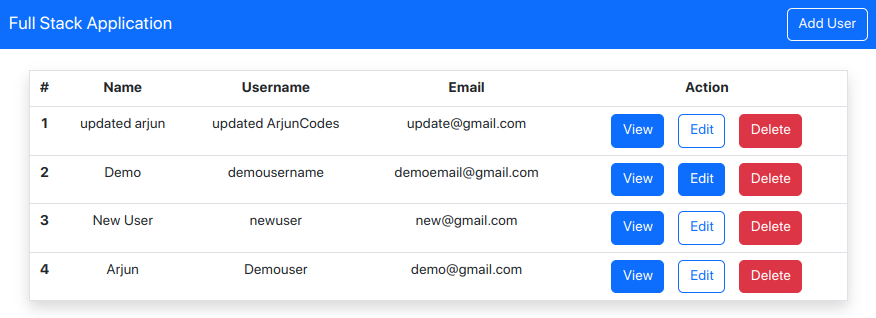 Full Stack Application Add User
# Name Username Email Action
1 updated arjun updated ArjunCodes update@gmail.com View Edit Delete
2 Demo demousername demoemail@gmail.com View Edit Delete
3 New User newuser new@gmail.com View Edit Delete
4 Arjun Demouser demo@gmail.com View Edit Delete